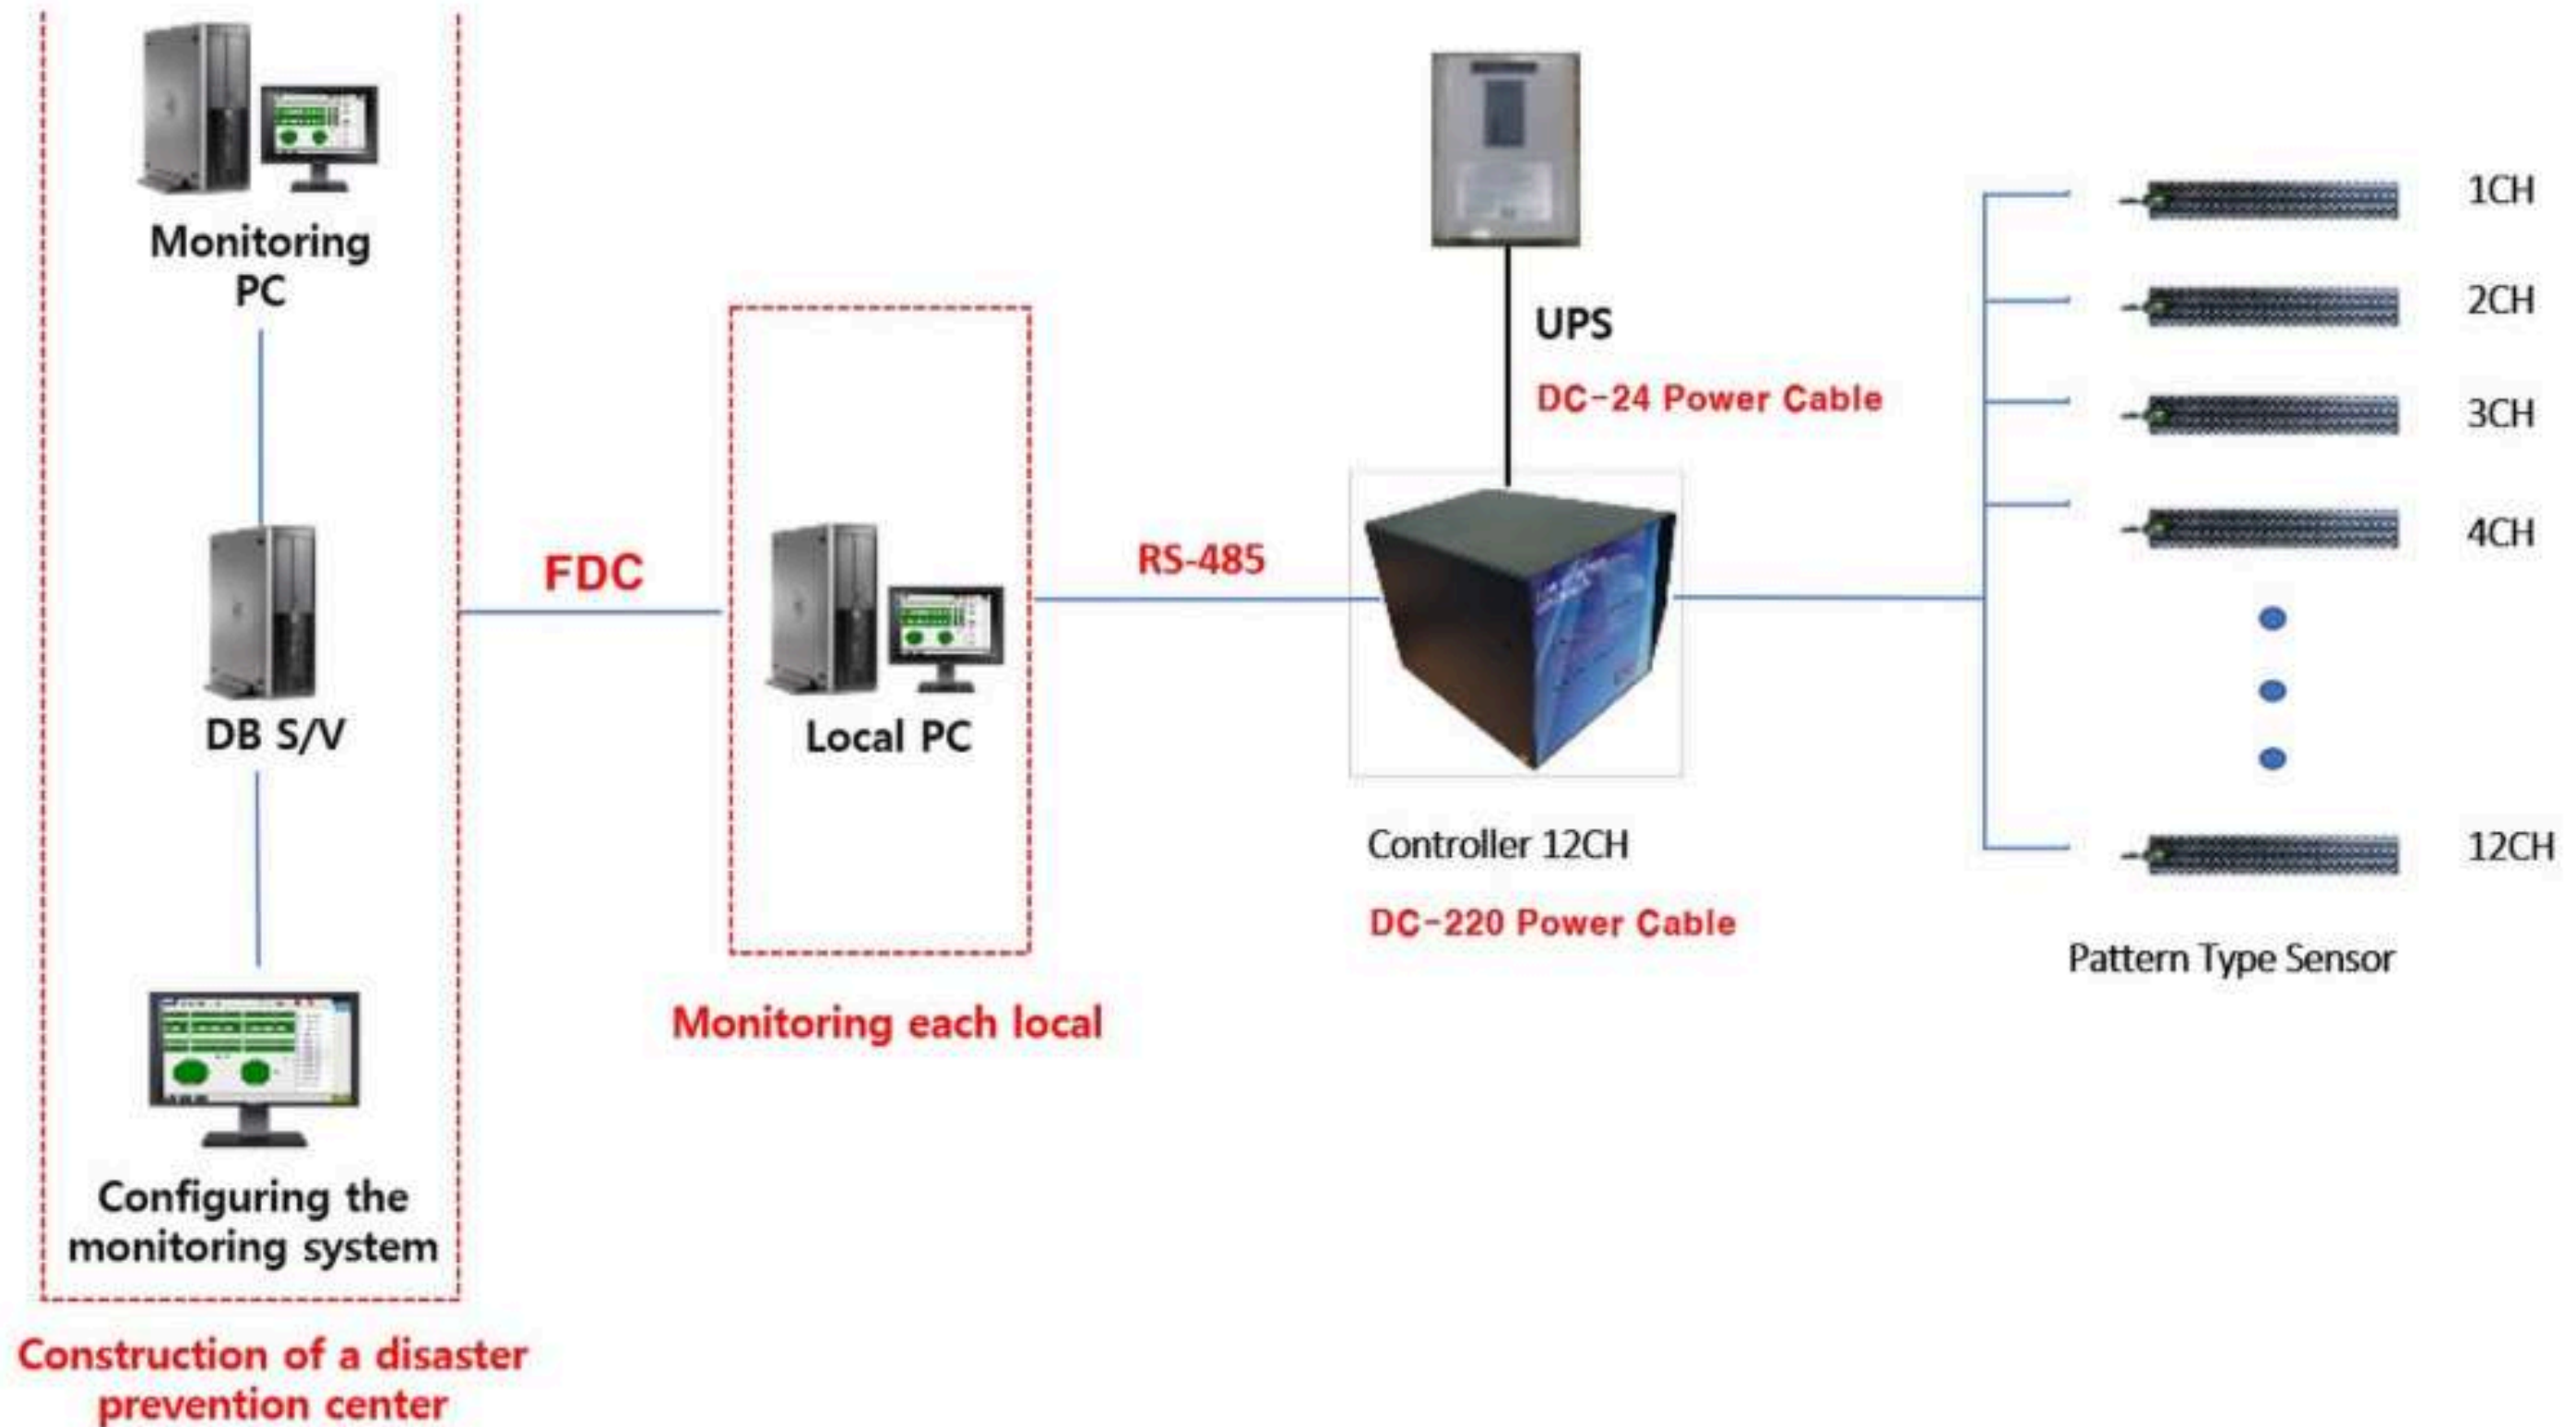 Monitoring
PC
DB S/V
Configuring the
monitoring system
Construction of a disaster
prevention center
FDC
Local PC
Monitoring each local
RS-485
UPS
DC-24 Power Cable
Controller 12CH
DC-220 Power Cable
1CH
2CH
3CH
4CH
12CH
Pattern Type Sensor